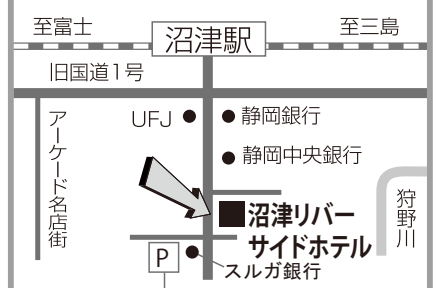 至富士
沼津駅
至三島
旧国道1号
UFJ
静岡銀行
静岡中央銀行
アーケード名店街
沼津リバー
サイドホテル
狩野川
P
スルガ銀行